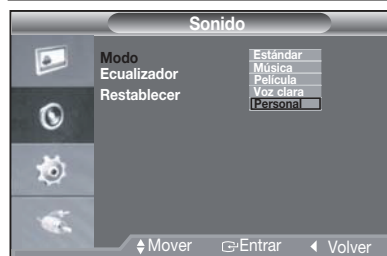 Sonido
Modo
Estándar
Música
Película
Voz clara
Personal
Ecualizador
Restablecer
Mover Entrar Volver